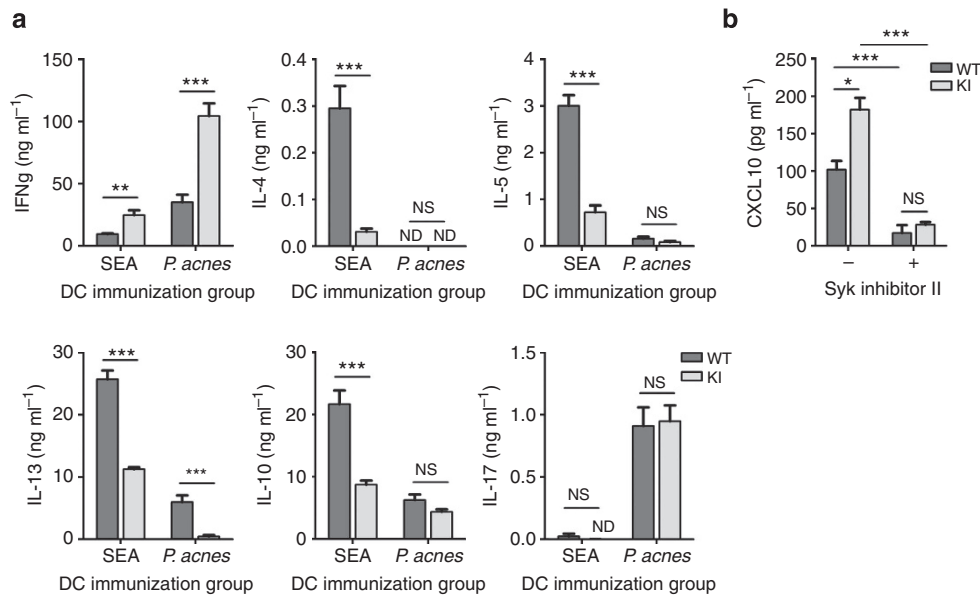 a
IFNg (ng ml−1)
150
100
50
0
**
***
SEA
P. acnes
DC immunization group
IL-4 (ng ml−1)
0.4
0.3
0.2
0.1
0.0
***
NS
ND ND
SEA
P. acnes
DC immunization group
IL-5 (ng ml−1)
4
3
2
1
0
***
NS
SEA
P. acnes
DC immunization group
b
CXCL10 (pg ml−1)
250
200
150
100
50
0
***
***
*
NS
WT
KI
− +
Syk inhibitor II
IL-13 (ng ml−1)
30
20
10
0
***
***
SEA
P. acnes
DC immunization group
IL-10 (ng ml−1)
30
20
10
0
***
NS
SEA
P. acnes
DC immunization group
IL-17 (ng ml−1)
1.5
1.0
0.5
0.0
NS
ND
NS
WT
KI
SEA
P. acnes
DC immunization group